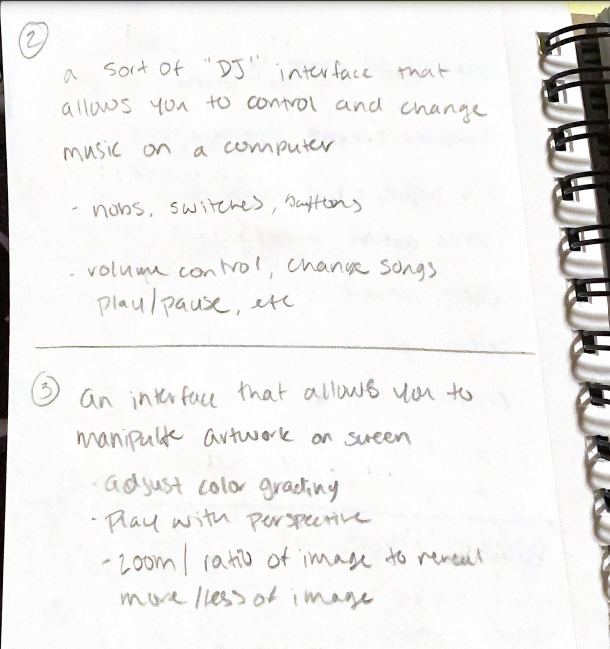 ②
a sort of "DJ" interface that
allows you to control and change
music on a computer
- nobs, switches, buttons
- volume control, change songs
play/pause, etc
③ an interface that allows you to
manipulte artwork on screen
- adjust color grading
- Play with perspective
- zoom/ ratio of image to reveal
more/less of image